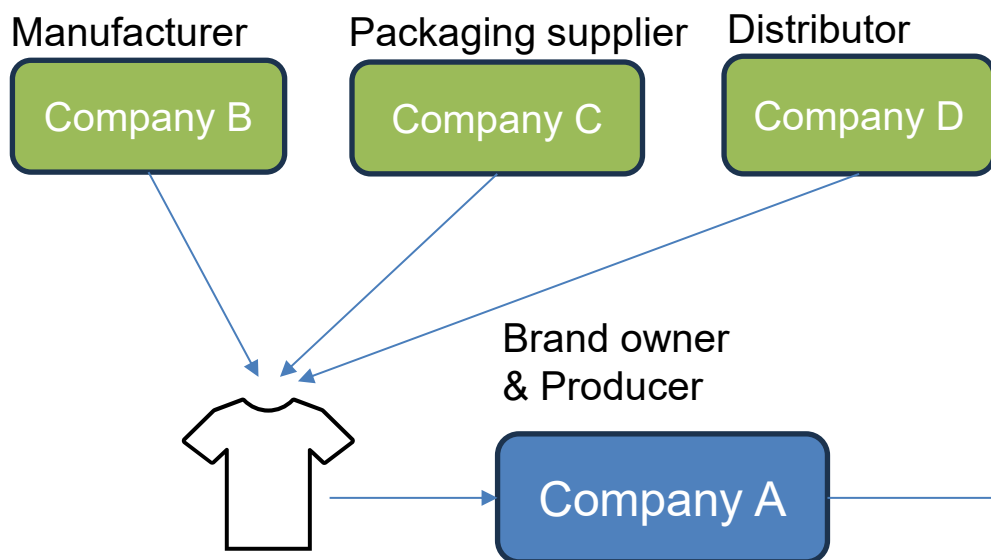 Manufacturer
Packaging supplier
Distributor
Company B
Company C
Company D
Brand owner
& Producer
Company A